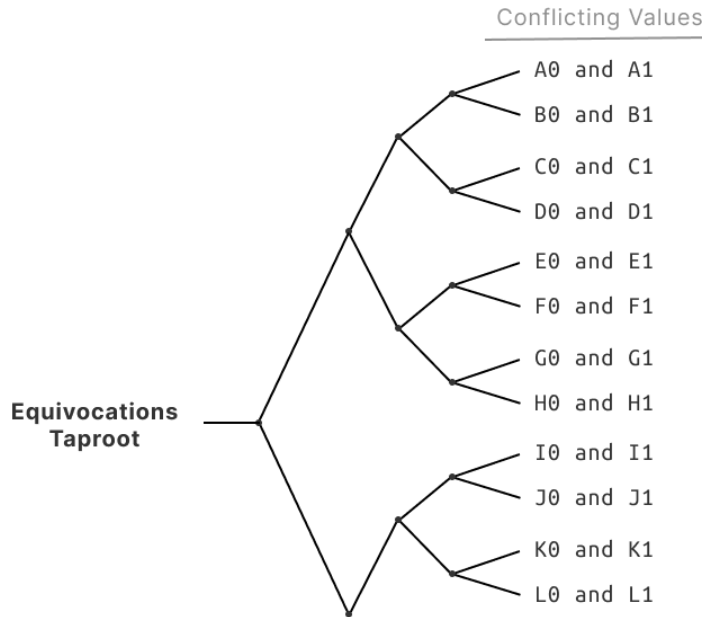 Conflicting Values
A0 and A1
B0 and B1
C0 and C1
D0 and D1
E0 and E1
F0 and F1
G0 and G1
H0 and H1
Equivocations
Taproot
I0 and I1
J0 and J1
K0 and K1
L0 and L1